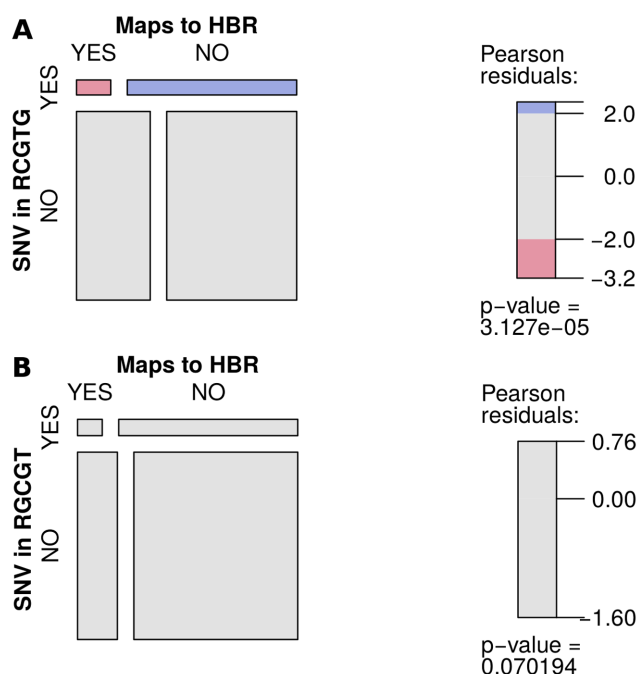 A
Maps to HBR
YES NO
SNV in RCGTG
YES
NO
Pearson
residuals:
2.0
0.0
−2.0
−3.2
p−value =
3.127e−05
B
Maps to HBR
YES NO
SNV in RGCGT
YES
NO
Pearson
residuals:
0.76
0.00
−1.60
p−value =
0.070194